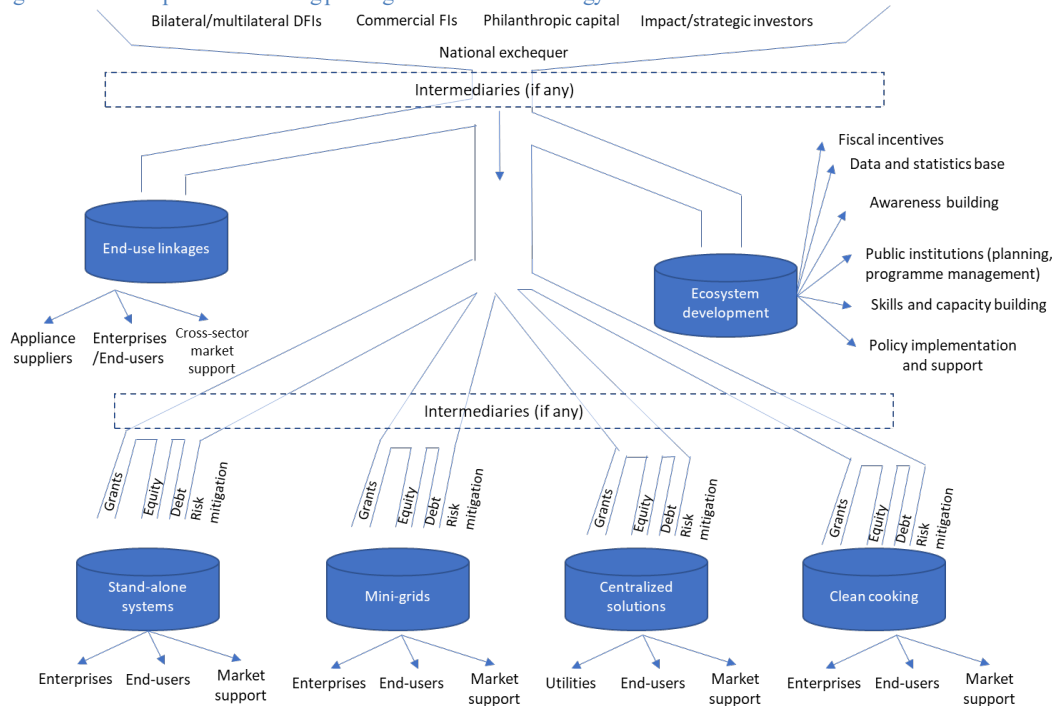 Bilateral/multilateral DFIs
Commercial FIs
Philanthropic capital
Impact/strategic investors
National exchequer
Intermediaries (if any)
Fiscal incentives
Data and statistics base
Awareness building
Public institutions (planning,
programme management)
Skills and capacity building
Policy implementation
and support
End-use linkages
Ecosystem
development
Appliance
suppliers
Enterprises
/End-users
Cross-sector
market
support
Intermediaries (if any)
Grants
Equity
Debt
Risk
mitigation
Grants
Equity
Debt
Risk
mitigation
Grants
Equity
Debt
Risk
mitigation
Grants
Equity
Debt
Risk
mitigation
Stand-alone
systems
Mini-grids
Centralized
solutions
Clean cooking
Enterprises
End-users
Market
support
Enterprises
End-users
Market
support
Utilities
End-users
Market
support
Enterprises
End-users
Market
support